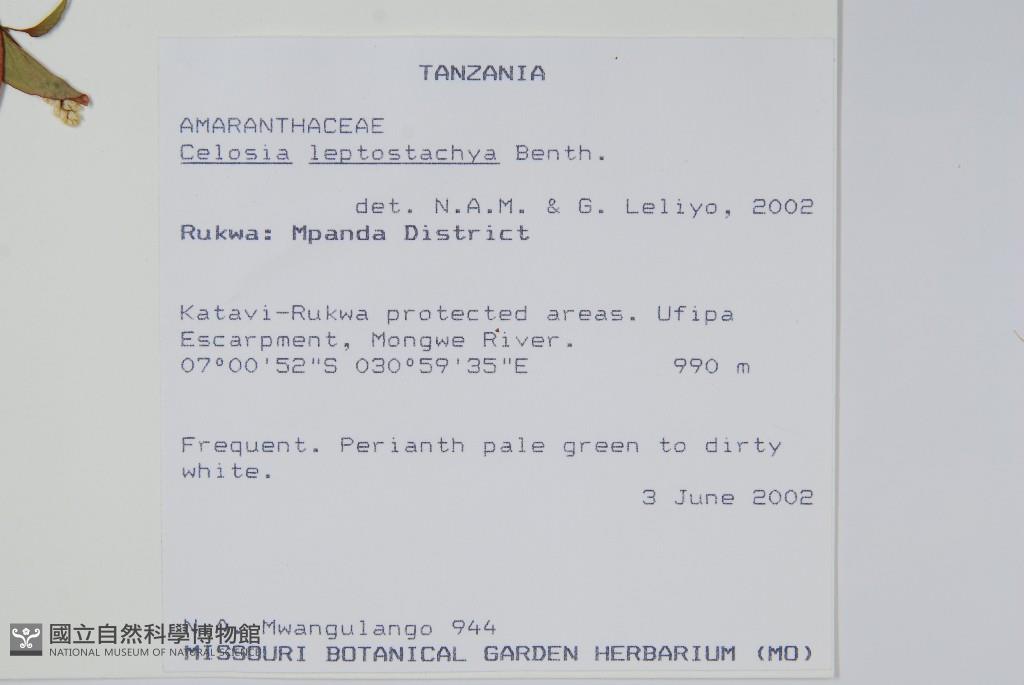 TANZANIA
AMARANTHACEAE
Celosia leptostachya Benth.
det. N.A.M. & G. Leliyo, 2002
Rukwa: Mpanda District
Katavi-Rukwa protected areas. Ufipa
Escarpment, Mongwe River.
07°00'52"S 030°59'35"E 990 m
Frequent. Perianth pale green to dirty
white.
3 June 2002
N.A. Mwangulango 944
MISSOURI BOTANICAL GARDEN HERBARIUM (MO)
國立自然科學博物館
NATIONAL MUSEUM OF NATURAL SCIENCE